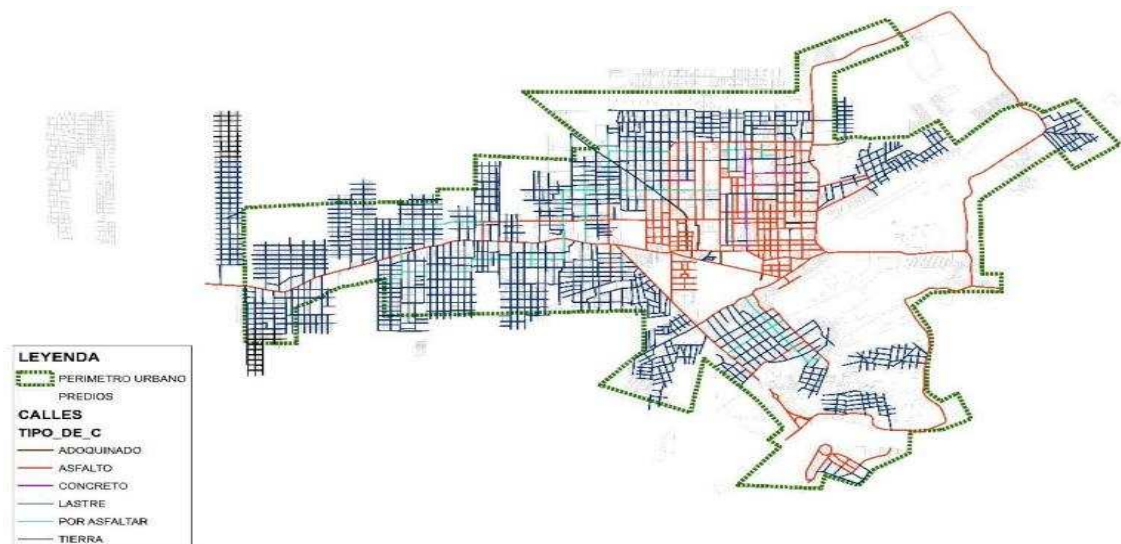 LEYENDA
PERIMETRO URBANO
PREDIOS
CALLES
TIPO_DE_C
ADOQUINADO
ASFALTO
CONCRETO
LASTRE
POR ASFALTAR
TIERRA